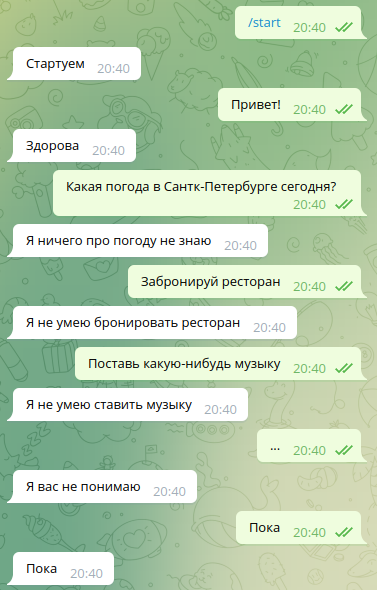 /start 20:40
Стартуем 20:40
Привет! 20:40
Здорова 20:40
Какая погода в Сантк-Петербурге сегодня?
20:40
Я ничего про погоду не знаю 20:40
Забронируй ресторан 20:40
Я не умею бронировать ресторан 20:40
Поставь какую-нибудь музыку 20:40
Я не умею ставить музыку 20:40
... 20:40
Я вас не понимаю 20:40
Пока 20:40
Пока 20:40